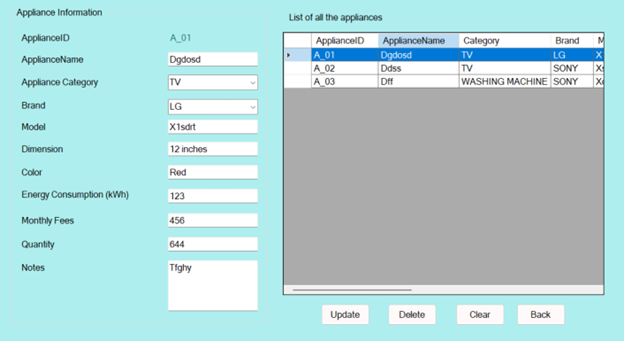 Appliance Information
ApplianceID A_01
ApplianceName Dgdosd
Appliance Category TV
Brand LG
Model X1sdrt
Dimension 12 inches
Color Red
Energy Consumption (kWh) 123
Monthly Fees 456
Quantity 644
Notes Tfghy
List of all the appliances
ApplianceID ApplianceName Category Brand M
A_01 Dgdosd TV LG X
A_02 Ddss TV SONY X
A_03 Dff WASHING MACHINE SONY X
Update Delete Clear Back